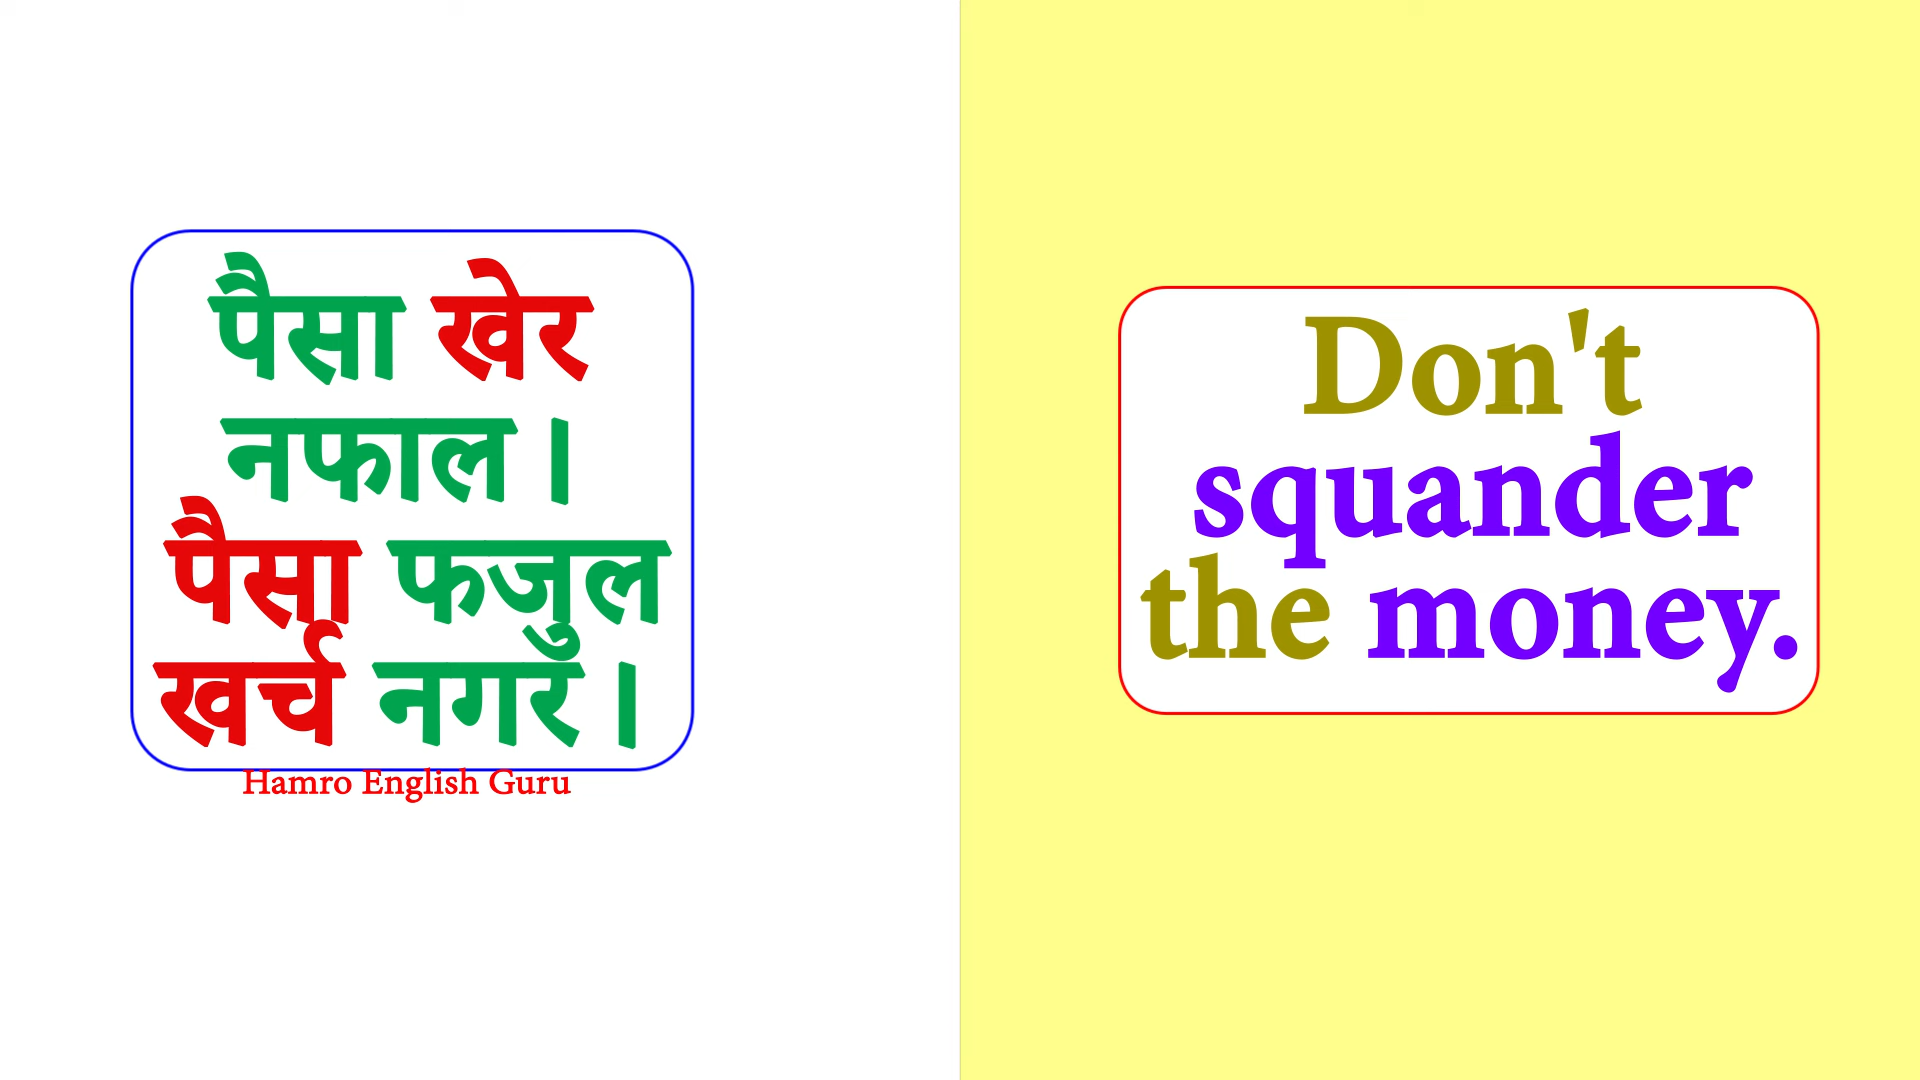 पैसा खेर
नफाल ।
पैसा फजुल
खर्च नगर ।
Hamro English Guru
Don't
squander
the money.